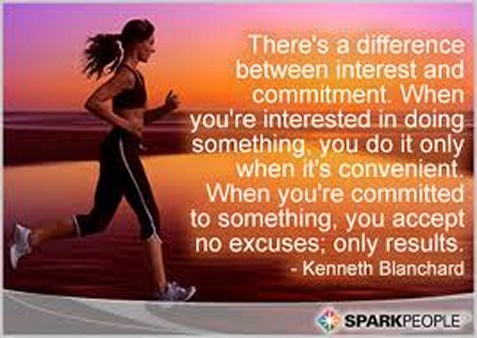 There's a difference
between interest and
commitment. When
you're interested in doing
something, you do it only
when it's convenient.
When you're committed
to something, you accept
no excuses; only results.
- Kenneth Blanchard
SPARKPEOPLE